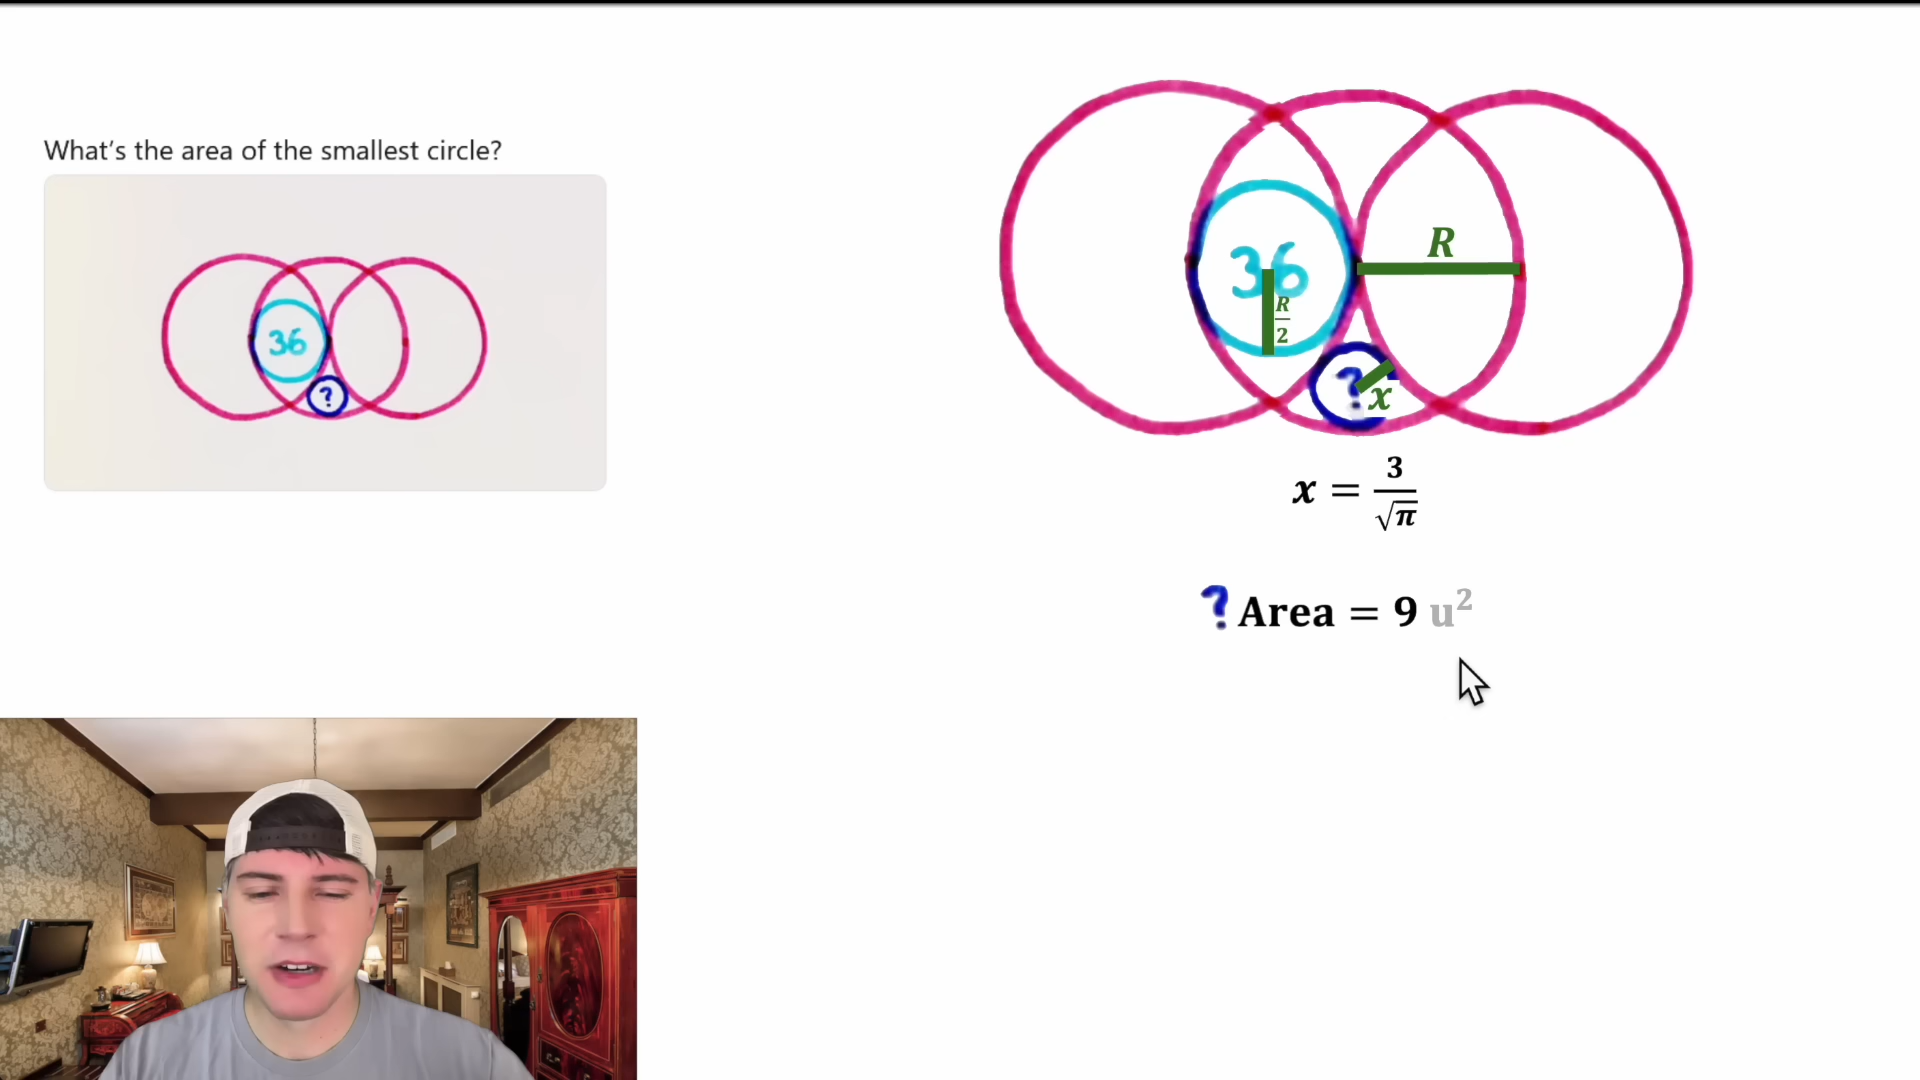 What's the area of the smallest circle?
36
?
36
R
R/2
?
x
x = 3/√π
? Area = 9 u²